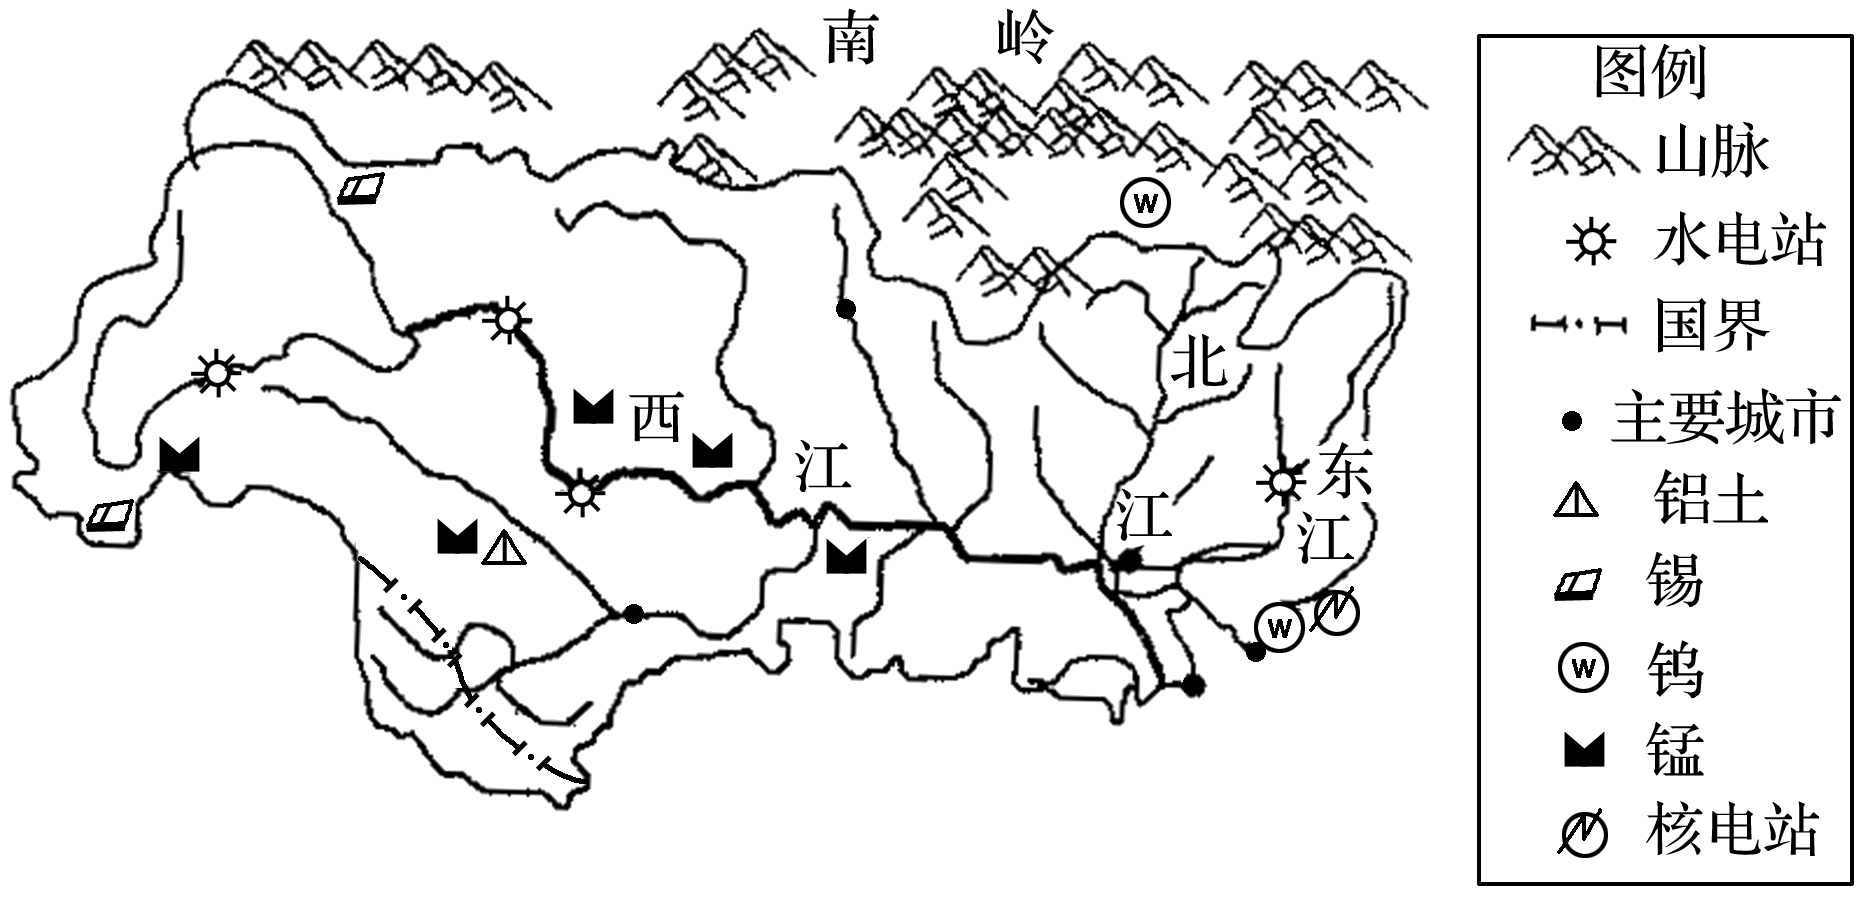 南 岭
W
北
西
江
江
东
江
W
图例
山脉
水电站
国界
主要城市
铝土
锡
W 钨
锰
核电站